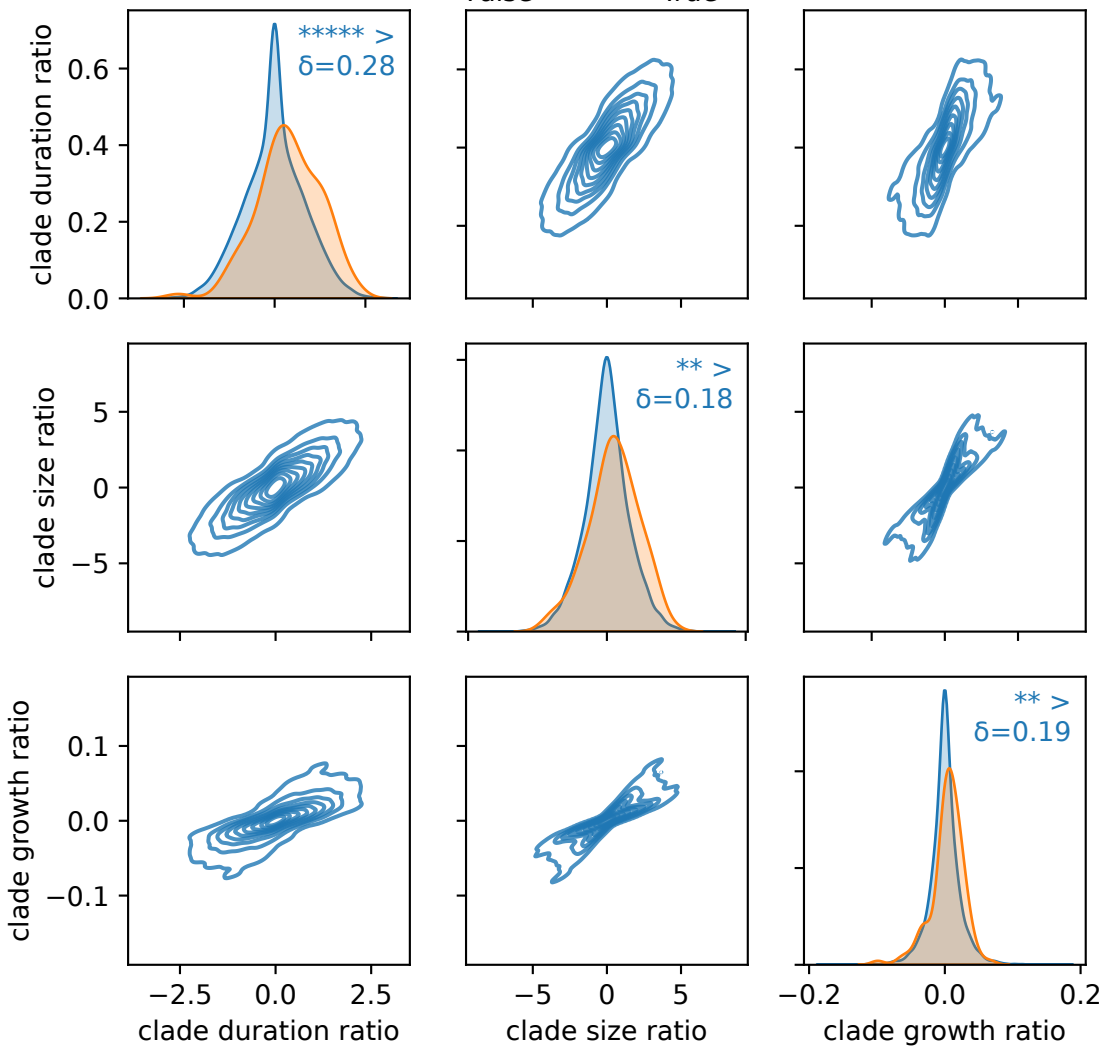 clade duration ratio
0.6
0.4
0.2
0.0
***** >
δ=0.28
clade size ratio
5
0
−5
** >
δ=0.18
clade growth ratio
0.1
0.0
−0.1
** >
δ=0.19
−2.5 0.0 2.5
−5 0 5
−0.2 0.0 0.2
clade duration ratio
clade size ratio
clade growth ratio